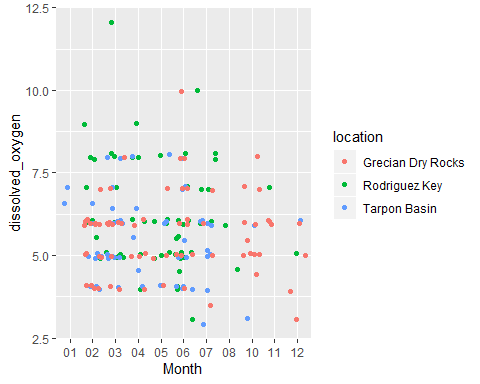 12.5
10.0
7.5
5.0
2.5
dissolved_oxygen
01 02 03 04 05 06 07 08 10 11 12
Month
location
Grecian Dry Rocks
Rodriguez Key
Tarpon Basin